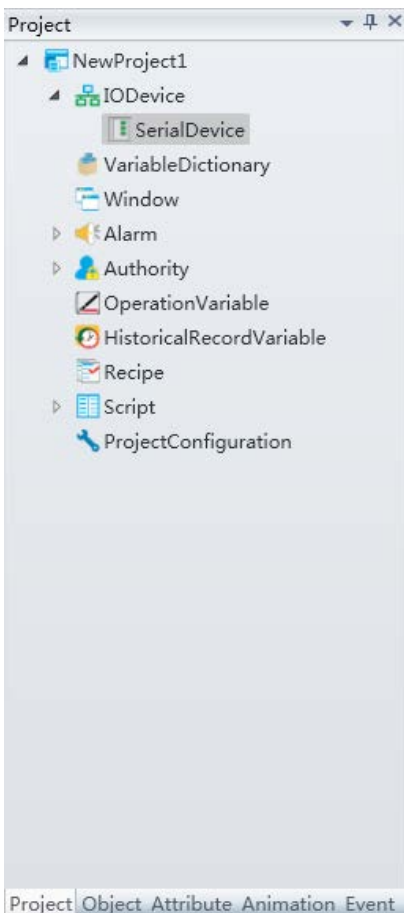 Project
NewProject1
IODevice
SerialDevice
VariableDictionary
Window
Alarm
Authority
OperationVariable
HistoricalRecordVariable
Recipe
Script
ProjectConfiguration
Project Object Attribute Animation Event